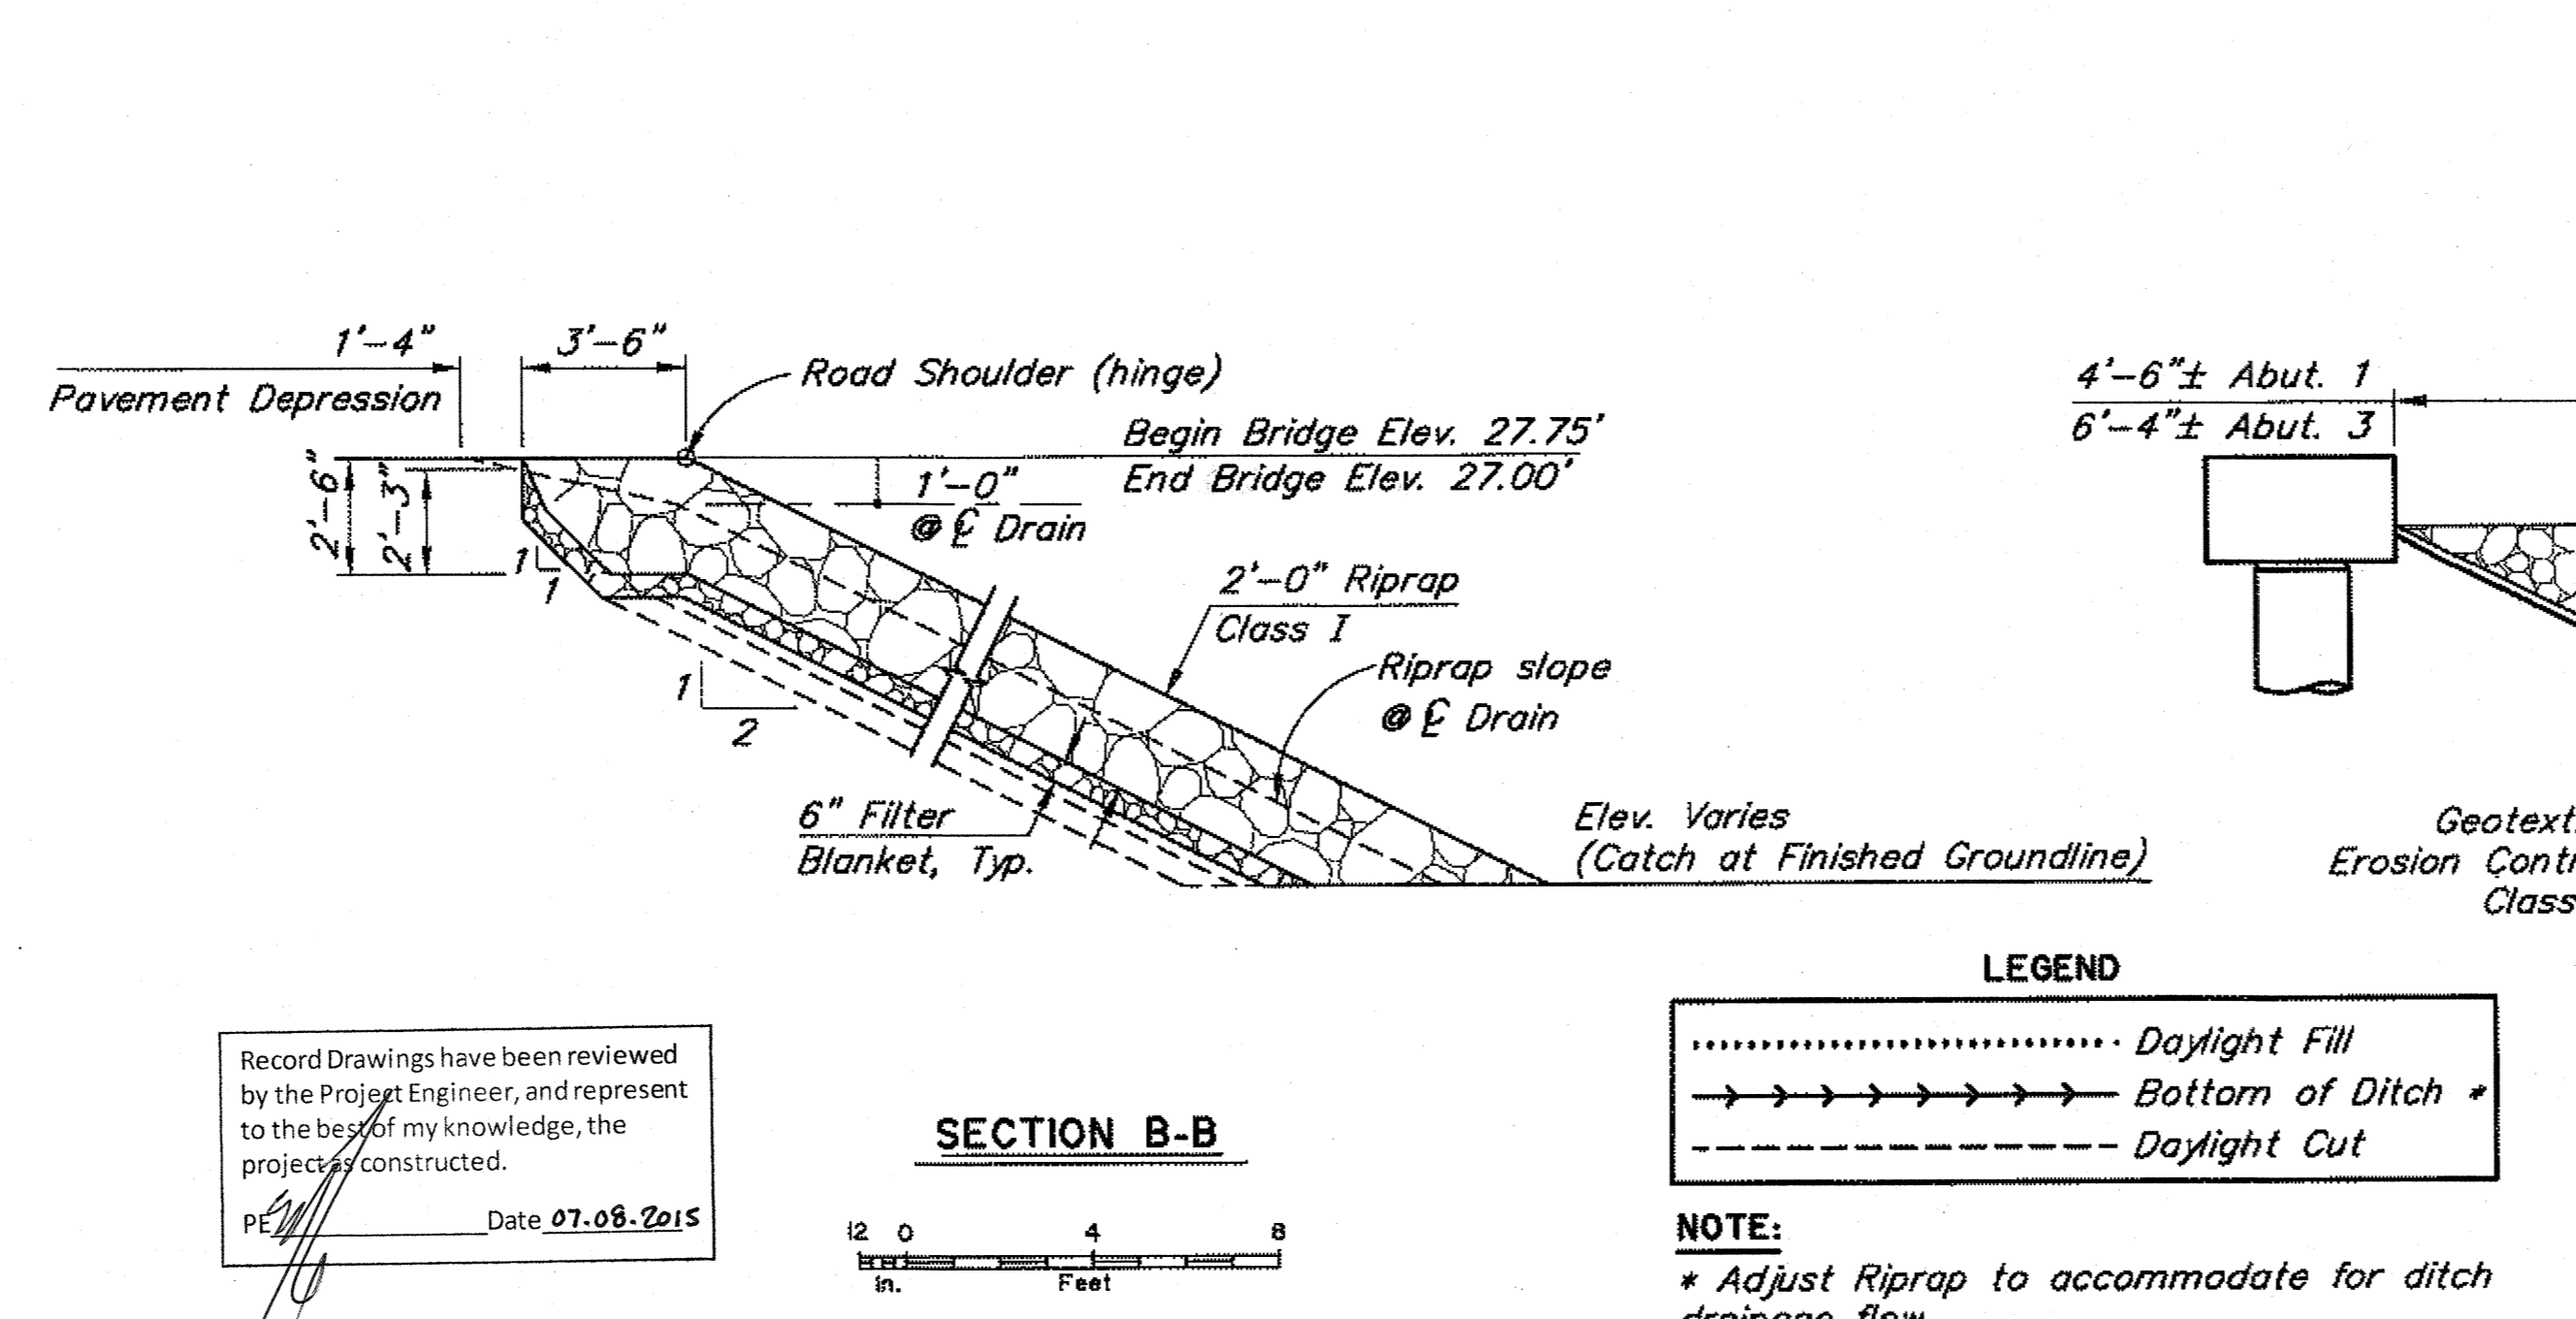 1'-4"
Pavement Depression
3'-6"
Road Shoulder (hinge)
Begin Bridge Elev. 27.75'
End Bridge Elev. 27.00'
1'-0"
@ ℄ Drain
2'-6"
2'-3"
1
1
1
2
2'-0" Riprap
Class I
Riprap slope
@ ℄ Drain
6" Filter
Blanket, Typ.
Elev. Varies
(Catch at Finished Groundline)
4'-6"± Abut. 1
6'-4"± Abut. 3
Geotext
Erosion Cont
Class
LEGEND
Daylight Fill
Bottom of Ditch *
Daylight Cut
NOTE:
* Adjust Riprap to accommodate for ditch
drainage flow
SECTION B-B
12 0 4 8
In. Feet
Record Drawings have been reviewed
by the Project Engineer, and represent
to the best of my knowledge, the
project as constructed.
PE Date 07.08.2015